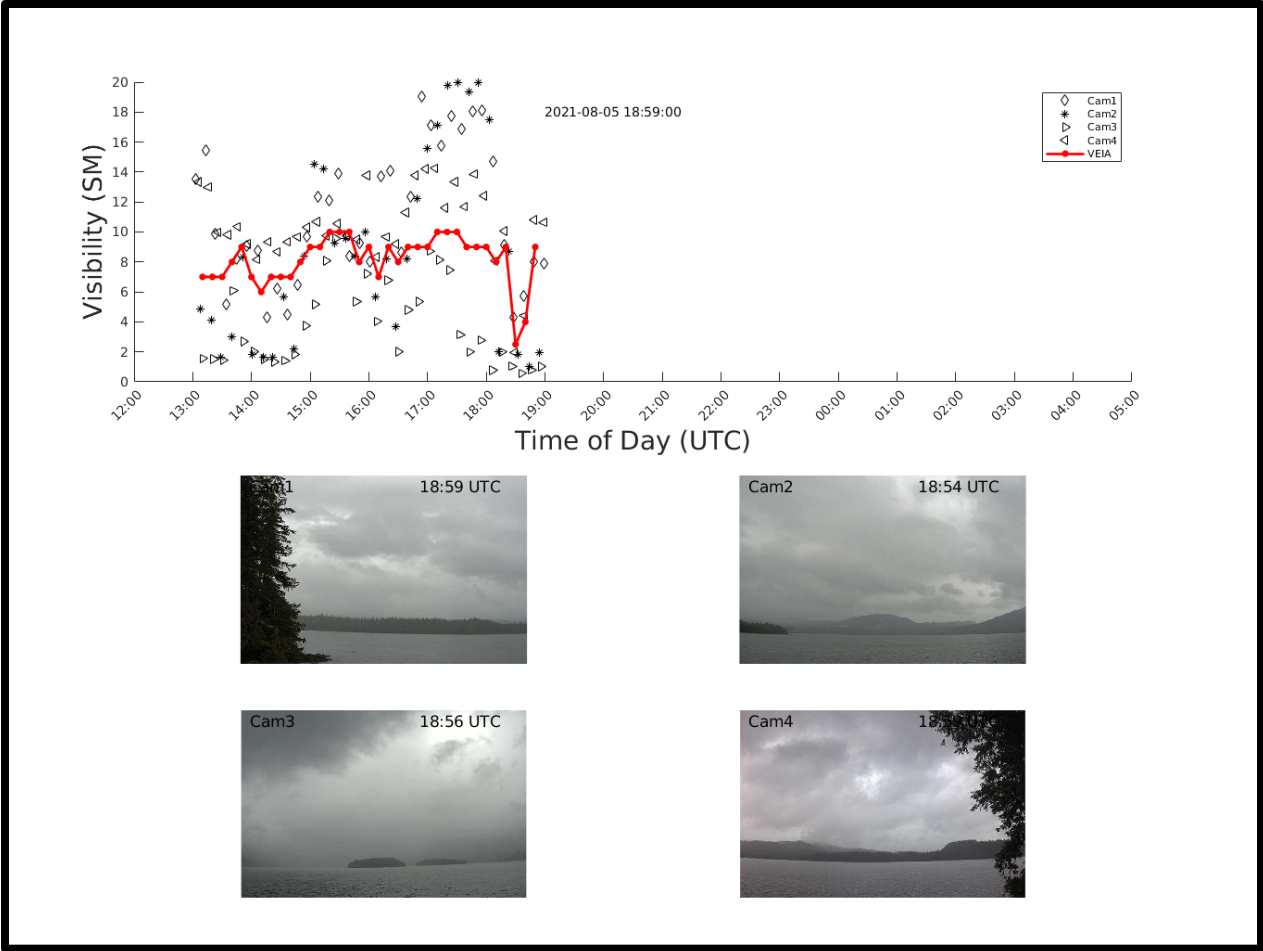 Visibility (SM)
20
18
16
14
12
10
8
6
4
2
0
2021-08-05 18:59:00
Cam1
Cam2
Cam3
Cam4
VEIA
12:00 13:00 14:00 15:00 16:00 17:00 18:00 19:00 20:00 21:00 22:00 23:00 00:00 01:00 02:00 03:00 04:00 05:00
Time of Day (UTC)
Cam1 18:59 UTC
Cam2 18:54 UTC
Cam3 18:56 UTC
Cam4 18:59 UTC